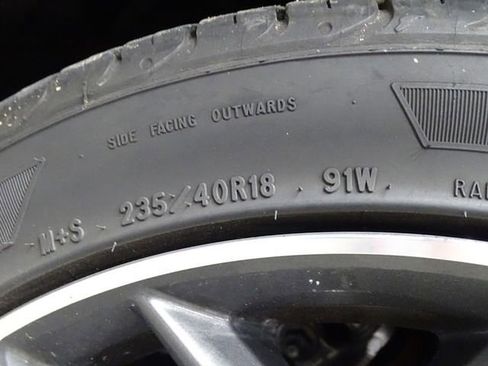 SIDE FACING OUTWARDS
M+S 235/40R18 91W